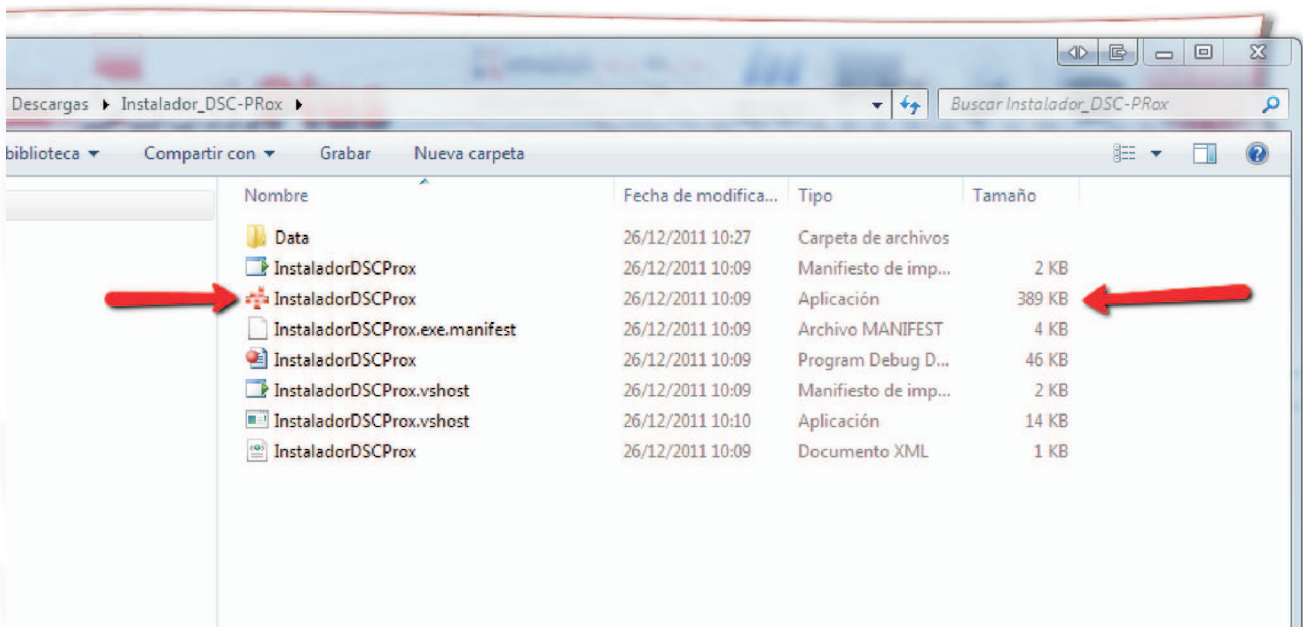 Descargas Instalador_DSC-PRox Buscar Instalador_DSC-PRox
biblioteca Compartir con Grabar Nueva carpeta
Nombre Fecha de modifica... Tipo Tamaño
Data 26/12/2011 10:27 Carpeta de archivos
InstaladorDSCProx 26/12/2011 10:09 Manifiesto de imp... 2 KB
InstaladorDSCProx 26/12/2011 10:09 Aplicación 389 KB
InstaladorDSCProx.exe.manifest 26/12/2011 10:09 Archivo MANIFEST 4 KB
InstaladorDSCProx 26/12/2011 10:09 Program Debug D... 46 KB
InstaladorDSCProx.vshost 26/12/2011 10:09 Manifiesto de imp... 2 KB
InstaladorDSCProx.vshost 26/12/2011 10:10 Aplicación 14 KB
InstaladorDSCProx 26/12/2011 10:09 Documento XML 1 KB